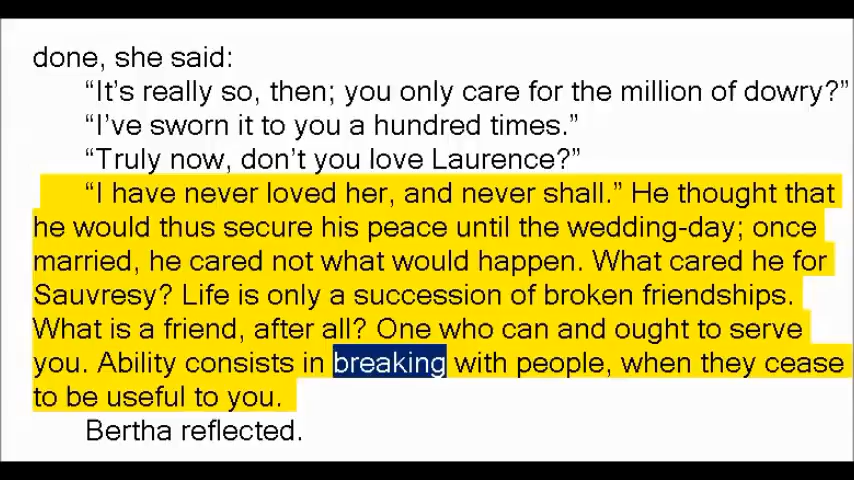 done, she said:
“It’s really so, then; you only care for the million of dowry?”
“I’ve sworn it to you a hundred times.”
“Truly now, don’t you love Laurence?”
“I have never loved her, and never shall.” He thought that
he would thus secure his peace until the wedding-day; once
married, he cared not what would happen. What cared he for
Sauvresy? Life is only a succession of broken friendships.
What is a friend, after all? One who can and ought to serve
you. Ability consists in breaking with people, when they cease
to be useful to you.
Bertha reflected.